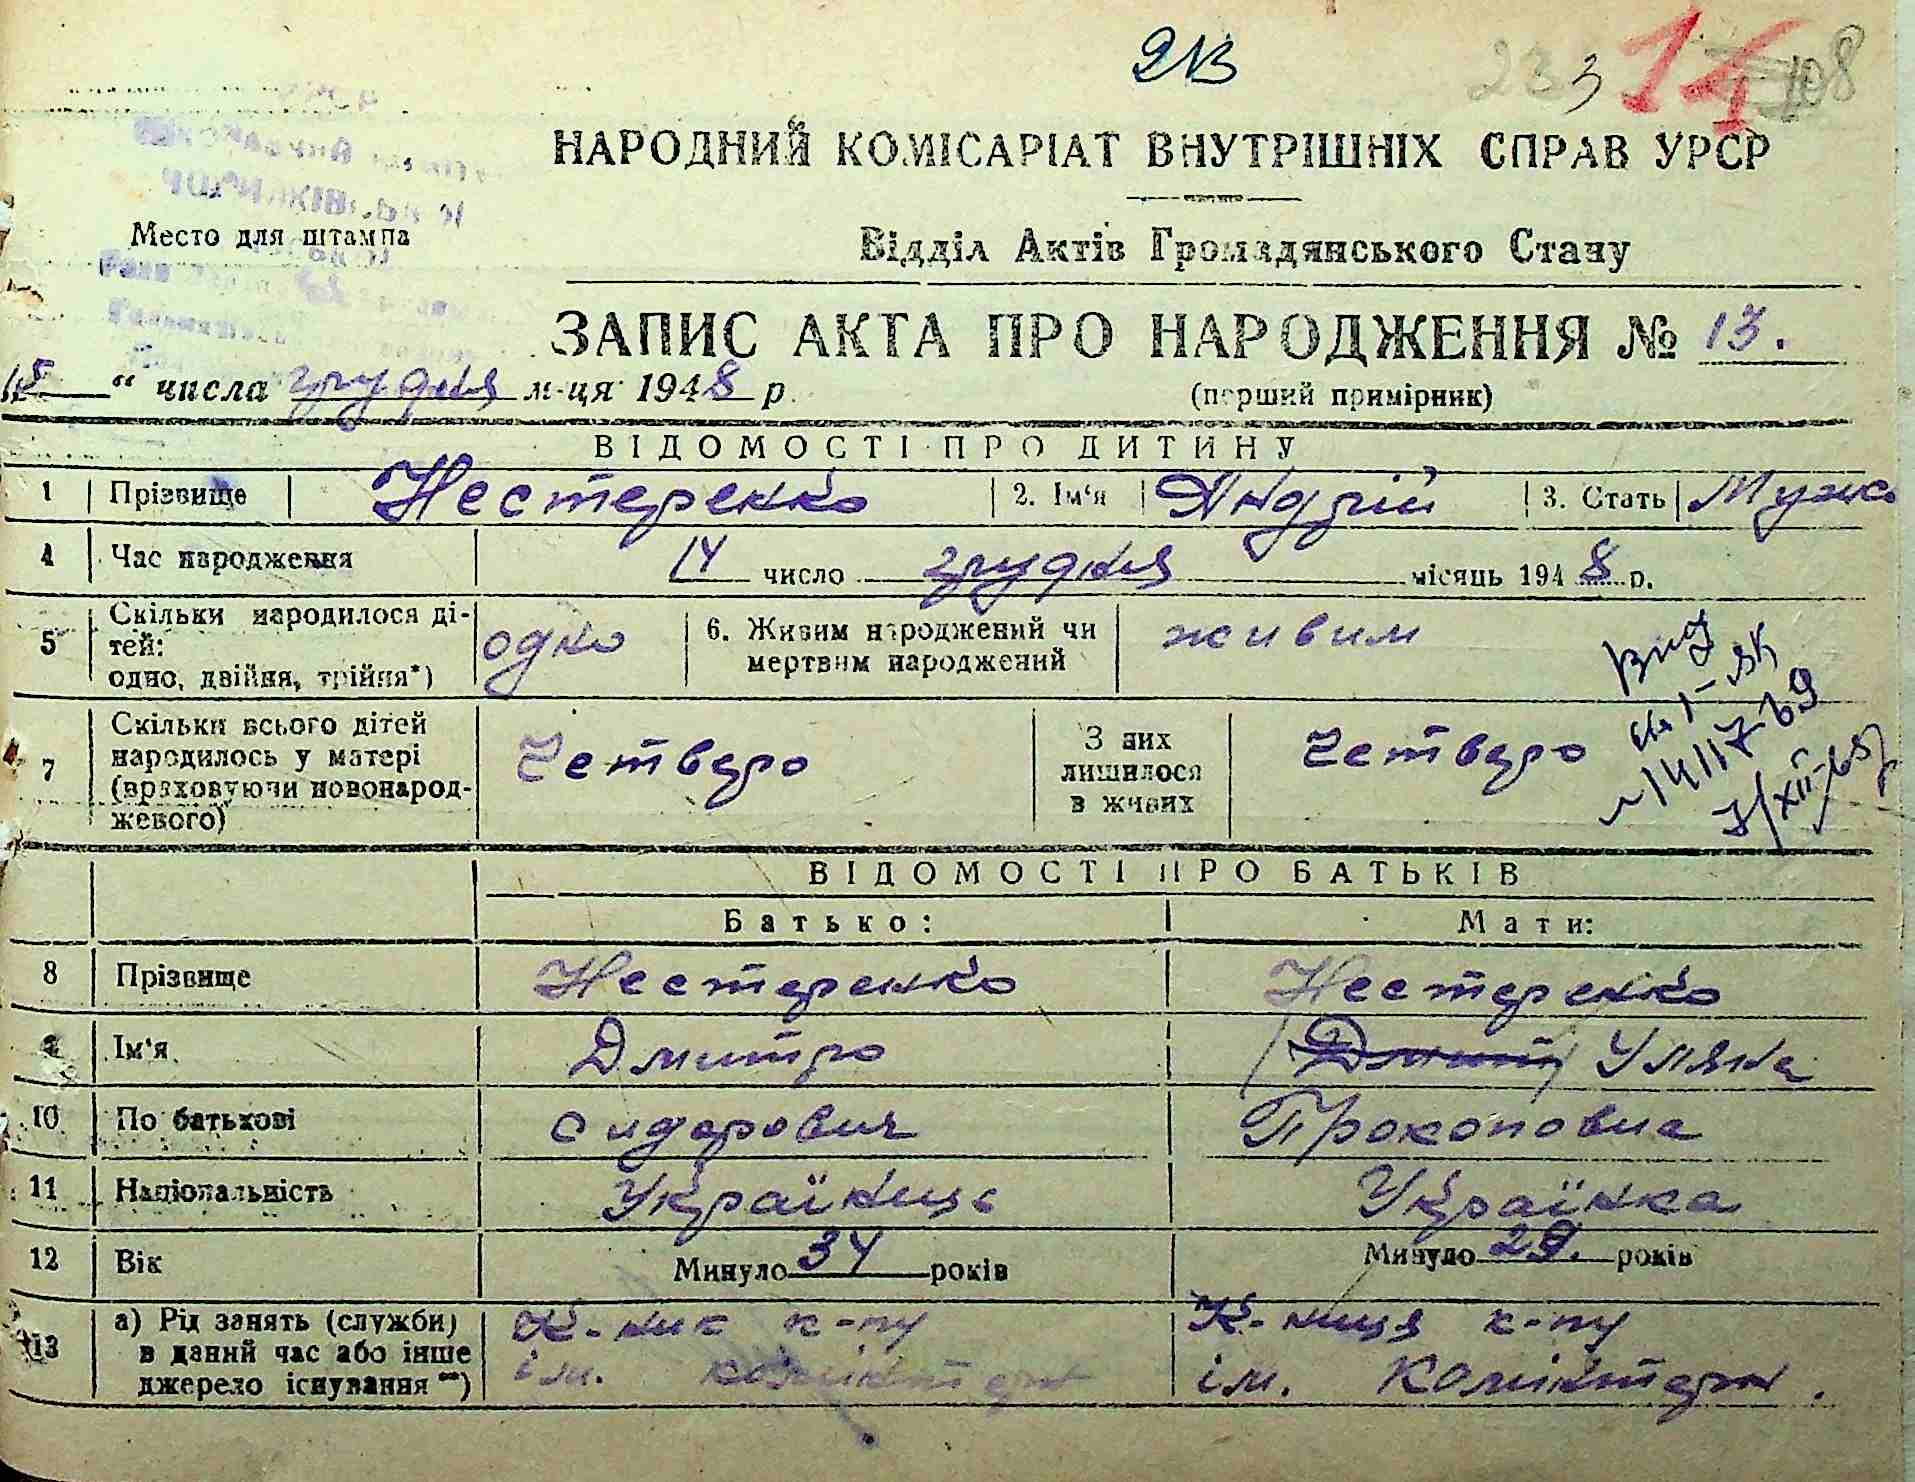 213
3
108
НАРОДНИЙ КОМІСАРІАТ ВНУТРІШНІХ СПРАВ УРСР
Место для штампа
Відділ Актів Громадянського Стану
ЗАПИС АКТА ПРО НАРОДЖЕННЯ № 13.
15 “ числа грудня м-ця 1948 р.
(перший примірник)
ВІДОМОСТІ ПРО ДИТИНУ
1 Прізвище Нестеренко 2. Ім‘я Андрій 3. Стать Мужс
4 Час народження 14 число грудня місяць 1948 р.
5 Скільки народилося дітей: одно, двійня, трійня*) одно 6. Живим народжений чи мертвим народжений живим
7 Скільки всього дітей народилось у матері (враховуючи новонародженого) Четверо З них лишилося в живих Четверо
ВІДОМОСТІ ПРО БАТЬКІВ
Батько: Мати:
8 Прізвище Нестеренко Нестеренко
9 Ім‘я Дмитро Уляна
10 По батькові Сидорович Прокоповна
11 Національність Українець Українка
12 Вік Минуло 34 років Минуло 29. років
13 а) Рід занять (служби) в даний час або інше джерело існування **) К-ник к-пу ім. комінтерн К-ниця к-пу ім. Комінтерн.